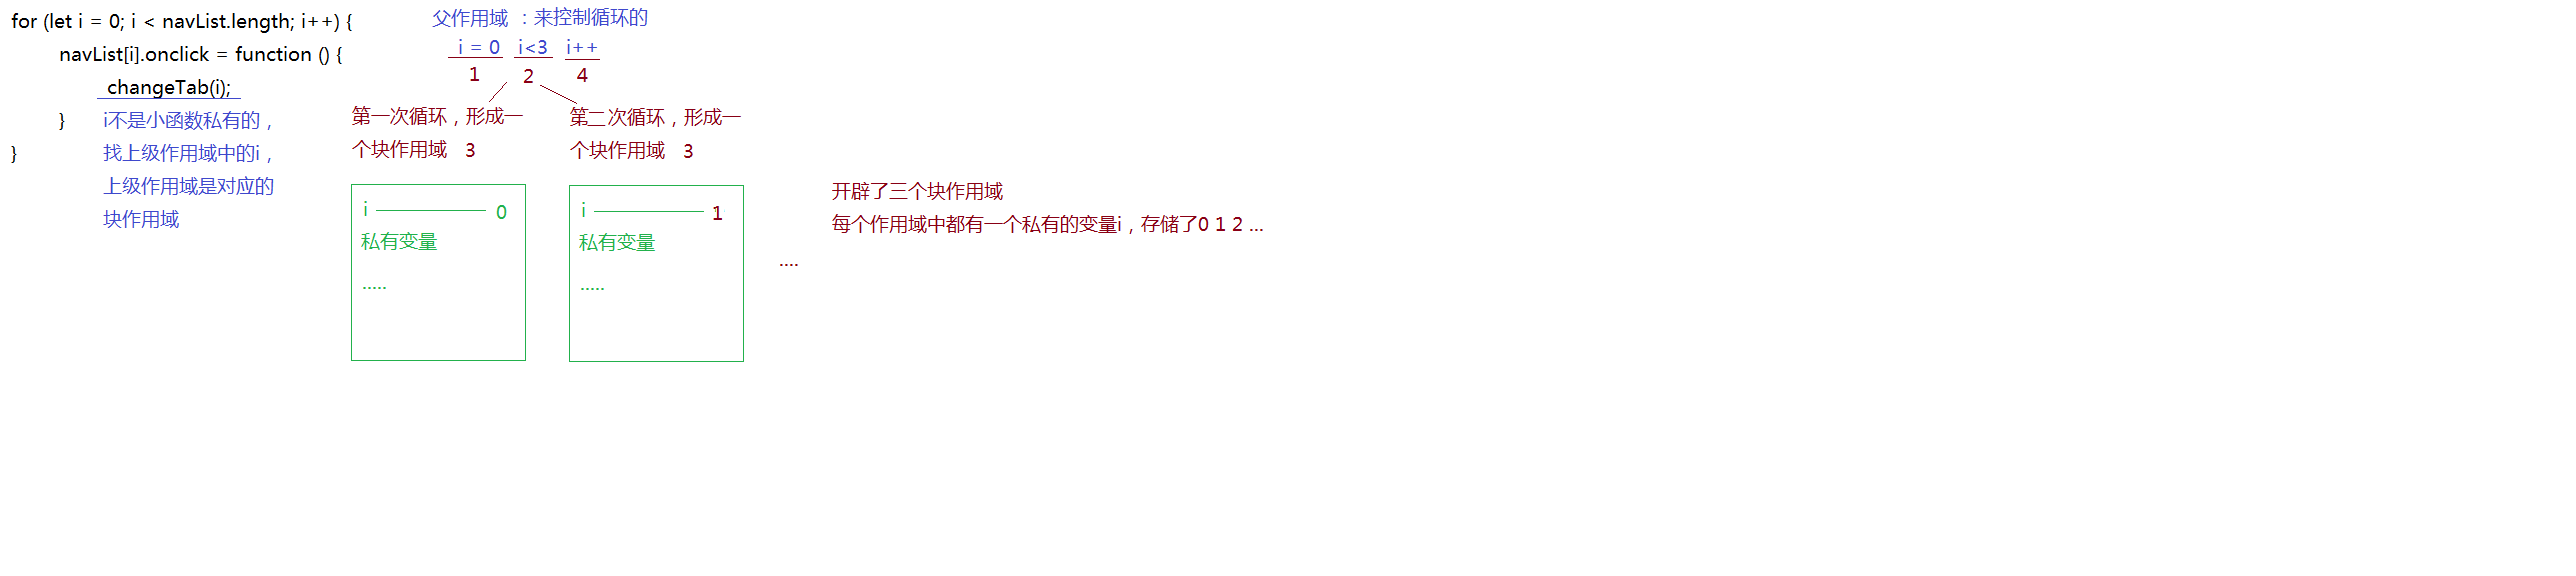 for (let i = 0; i < navList.length; i++) {
navList[i].onclick = function () {
changeTab(i);
}
}
i不是小函数私有的，
找上级作用域中的i，
上级作用域是对应的
块作用域
父作用域 ：来控制循环的
i = 0 i<3 i++
1 2 4
第一次循环，形成一
个块作用域 3
i 0
私有变量
.....
第二次循环，形成一
个块作用域 3
i 1
私有变量
.....
....
开辟了三个块作用域
每个作用域中都有一个私有的变量i，存储了0 1 2 ...